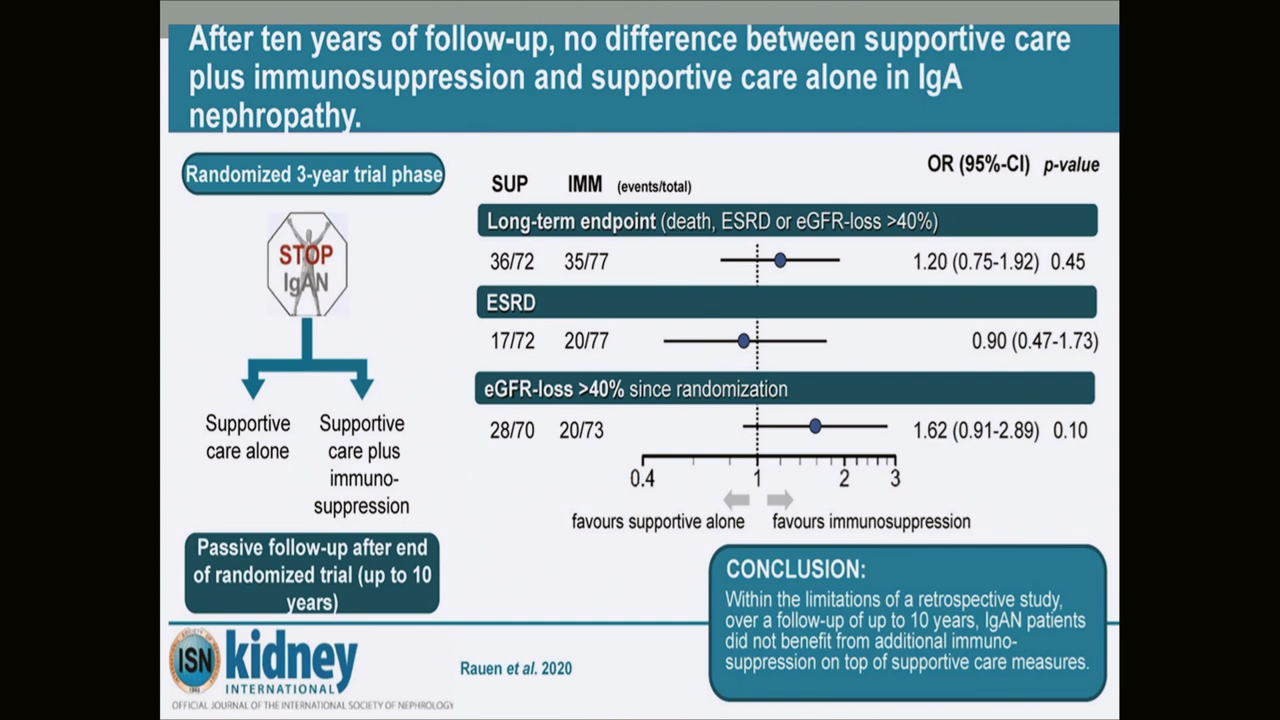 After ten years of follow-up, no difference between supportive care
plus immunosuppression and supportive care alone in IgA
nephropathy.
Randomized 3-year trial phase
STOP
IgAN
Supportive
care alone
Supportive
care plus
immuno-
suppression
Passive follow-up after end
of randomized trial (up to 10
years)
SUP IMM (events/total) OR (95%-CI) p-value
Long-term endpoint (death, ESRD or eGFR-loss >40%)
36/72 35/77 1.20 (0.75-1.92) 0.45
ESRD
17/72 20/77 0.90 (0.47-1.73)
eGFR-loss >40% since randomization
28/70 20/73 1.62 (0.91-2.89) 0.10
0.4 1 2 3
favours supportive alone favours immunosuppression
CONCLUSION:
Within the limitations of a retrospective study,
over a follow-up of up to 10 years, IgAN patients
did not benefit from additional immuno-
suppression on top of supportive care measures.
ISN
kidney
INTERNATIONAL
OFFICIAL JOURNAL OF THE INTERNATIONAL SOCIETY OF NEPHROLOGY
Rauen et al. 2020